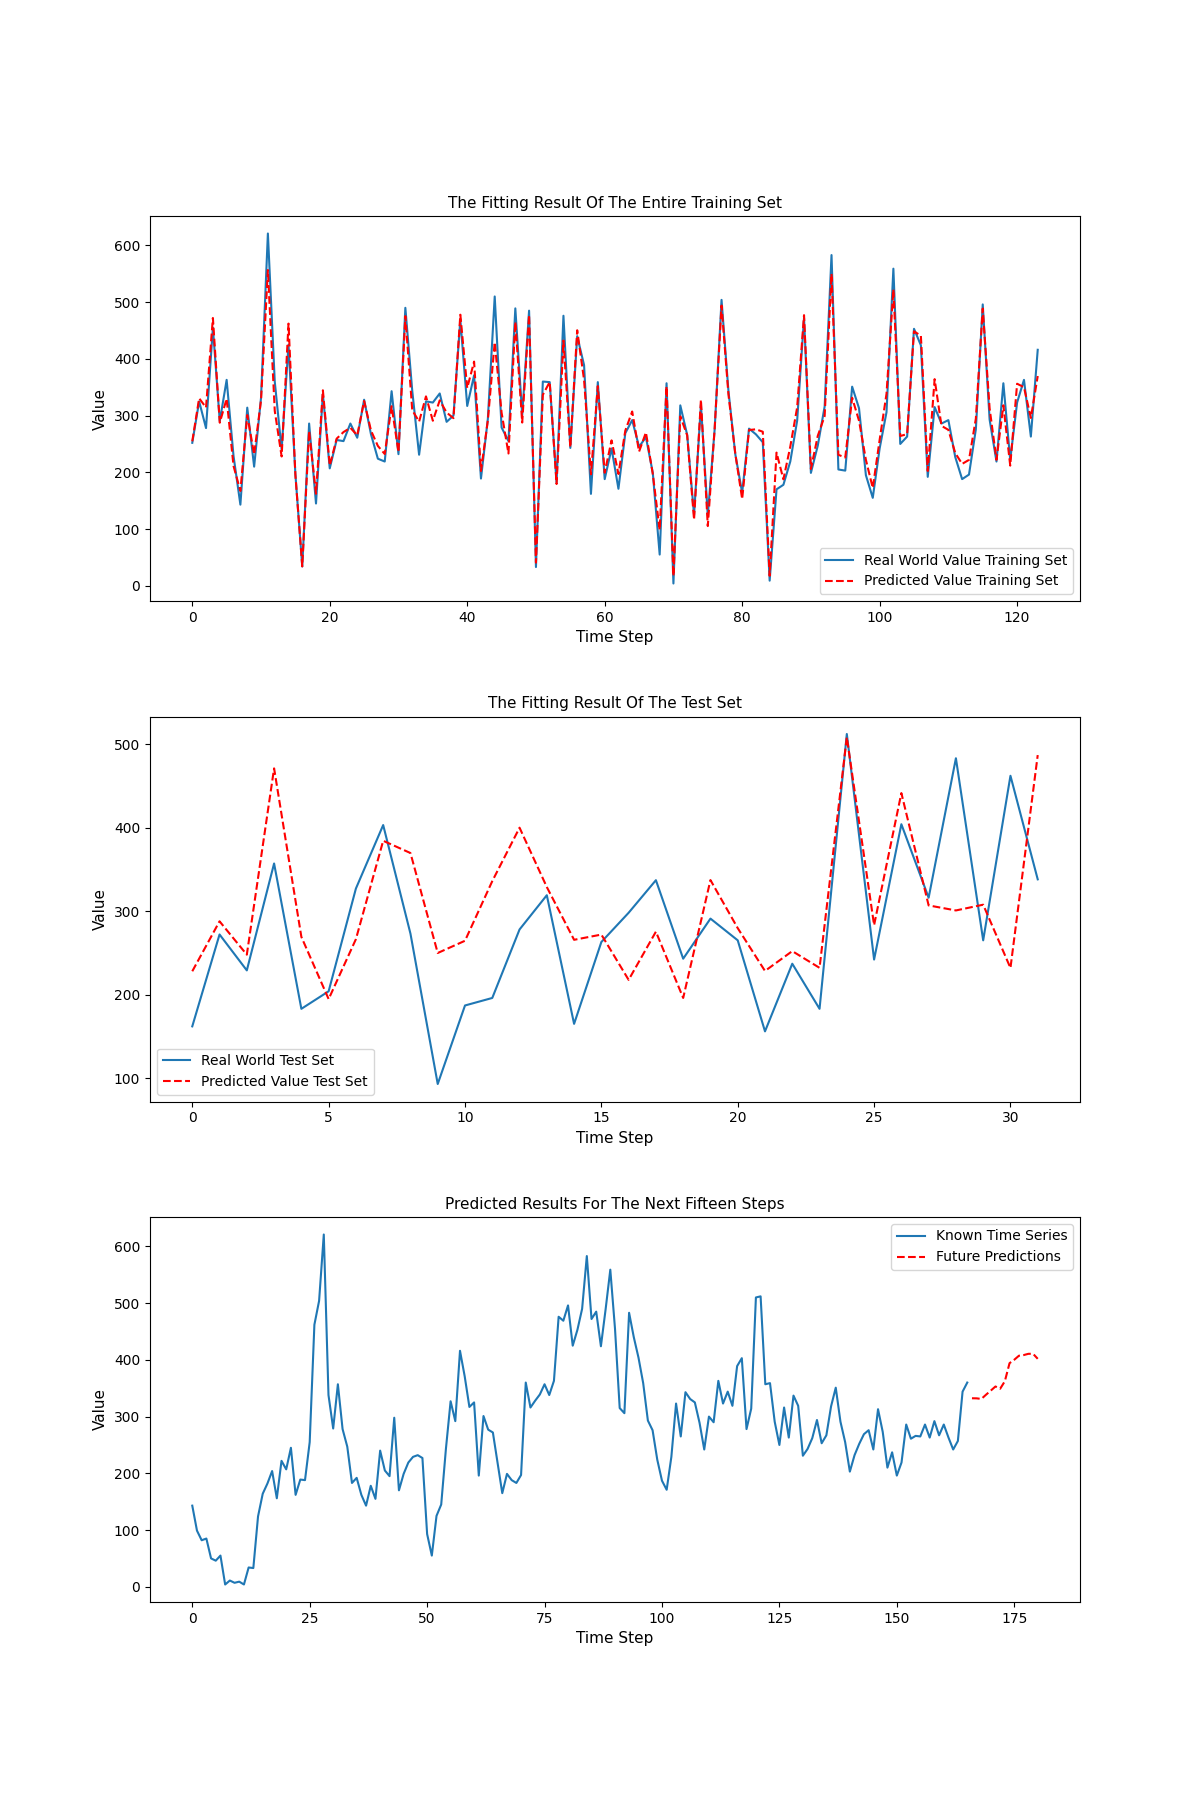 The Fitting Result Of The Entire Training Set
600
500
400
300
200
100
0
Value
Real World Value Training Set
Predicted Value Training Set
0 20 40 60 80 100 120
Time Step
The Fitting Result Of The Test Set
500
400
300
200
100
Value
Real World Test Set
Predicted Value Test Set
0 5 10 15 20 25 30
Time Step
Predicted Results For The Next Fifteen Steps
Known Time Series
Future Predictions
600
500
400
300
200
100
0
Value
0 25 50 75 100 125 150 175
Time Step